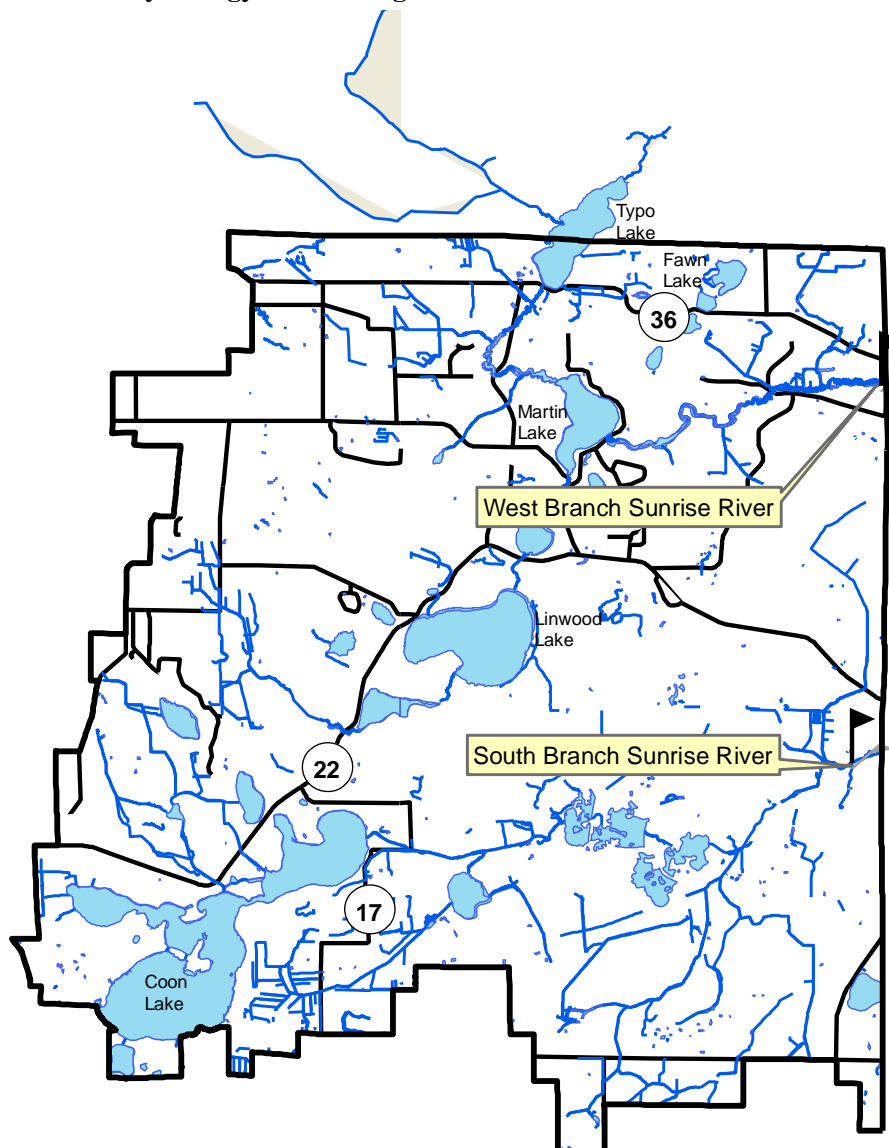 Typo
Lake
Fawn
Lake
36
Martin
Lake
West Branch Sunrise River
Linwood
Lake
South Branch Sunrise River
22
17
Coon
Lake